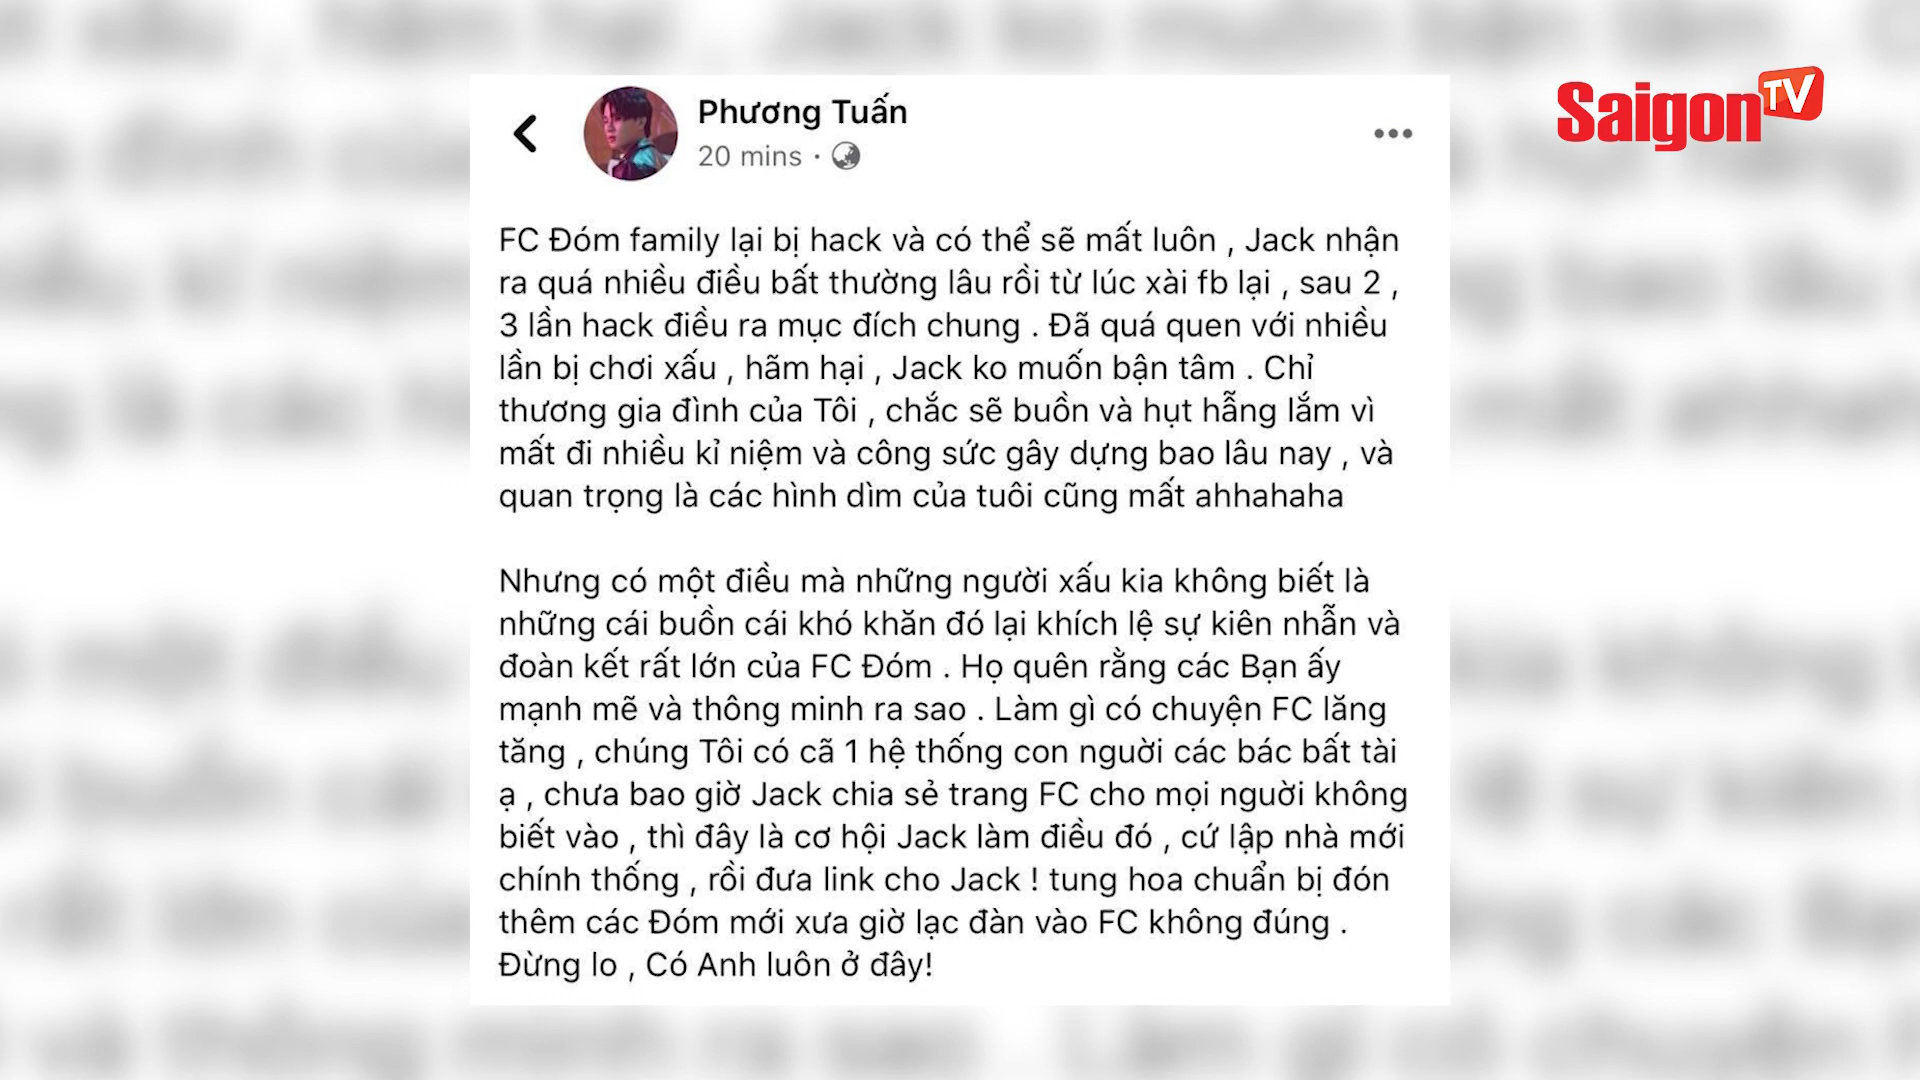 Saigon TV
Phương Tuấn
20 mins ·
FC Đóm family lại bị hack và có thể sẽ mất luôn , Jack nhận
ra quá nhiều điều bất thường lâu rồi từ lúc xài fb lại , sau 2 ,
3 lần hack điều ra mục đích chung . Đã quá quen với nhiều
lần bị chơi xấu , hãm hại , Jack ko muốn bận tâm . Chỉ
thương gia đình của Tôi , chắc sẽ buồn và hụt hẫng lắm vì
mất đi nhiều kỉ niệm và công sức gây dựng bao lâu nay , và
quan trọng là các hình dìm của tuôi cũng mất ahhahaha
Nhưng có một điều mà những người xấu kia không biết là
những cái buồn cái khó khăn đó lại khích lệ sự kiên nhẫn và
đoàn kết rất lớn của FC Đóm . Họ quên rằng các Bạn ấy
mạnh mẽ và thông minh ra sao . Làm gì có chuyện FC lăng
tăng , chúng Tôi có cã 1 hệ thống con nguời các bác bất tài
ạ , chưa bao giờ Jack chia sẻ trang FC cho mọi nguời không
biết vào , thì đây là cơ hội Jack làm điều đó , cứ lập nhà mới
chính thống , rồi đưa link cho Jack ! tung hoa chuẩn bị đón
thêm các Đóm mới xưa giờ lạc đàn vào FC không đúng .
Đừng lo , Có Anh luôn ở đây!